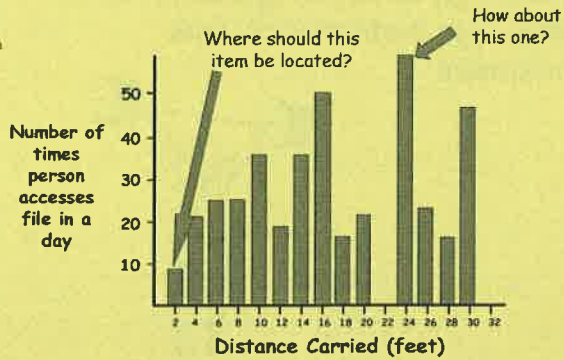 How about
this one?
Where should this
item be located?
Number of
times
person
accesses
file in a
day
50
40
30
20
10
2 4 6 8 10 12 14 16 18 20 22 24 26 28 30 32
Distance Carried (feet)